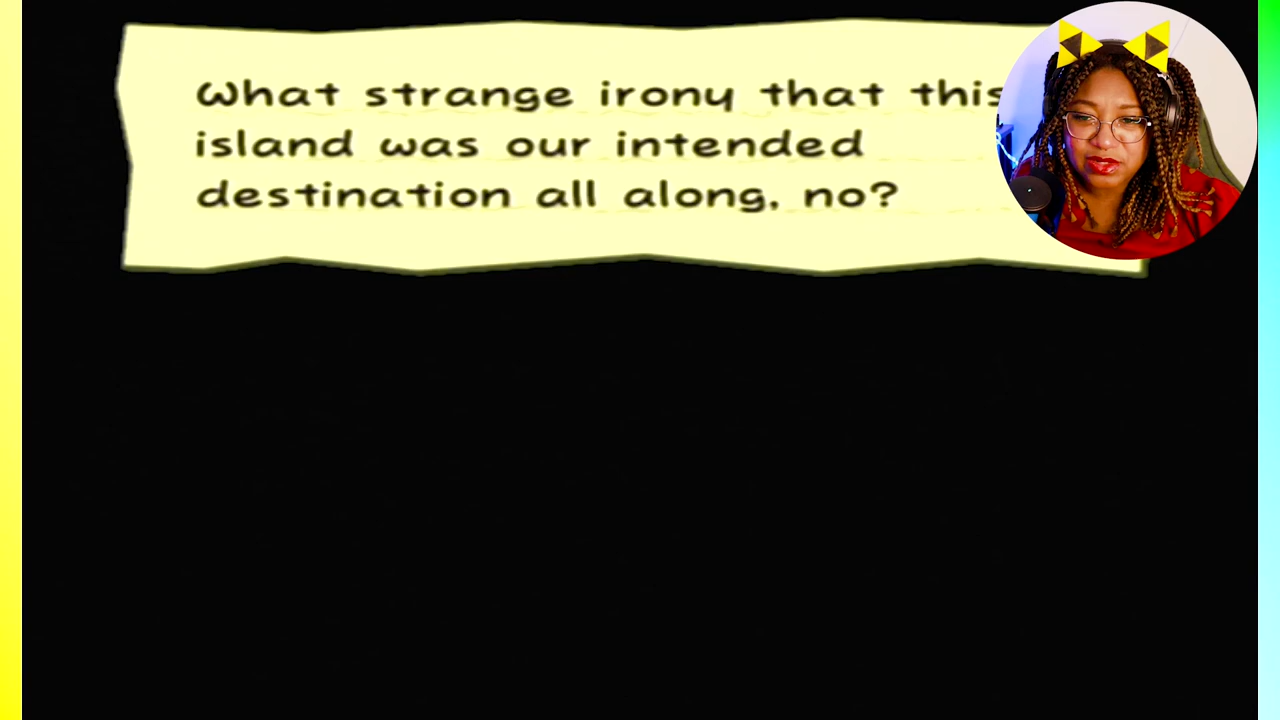 What strange irony that this
island was our intended
destination all along, no?